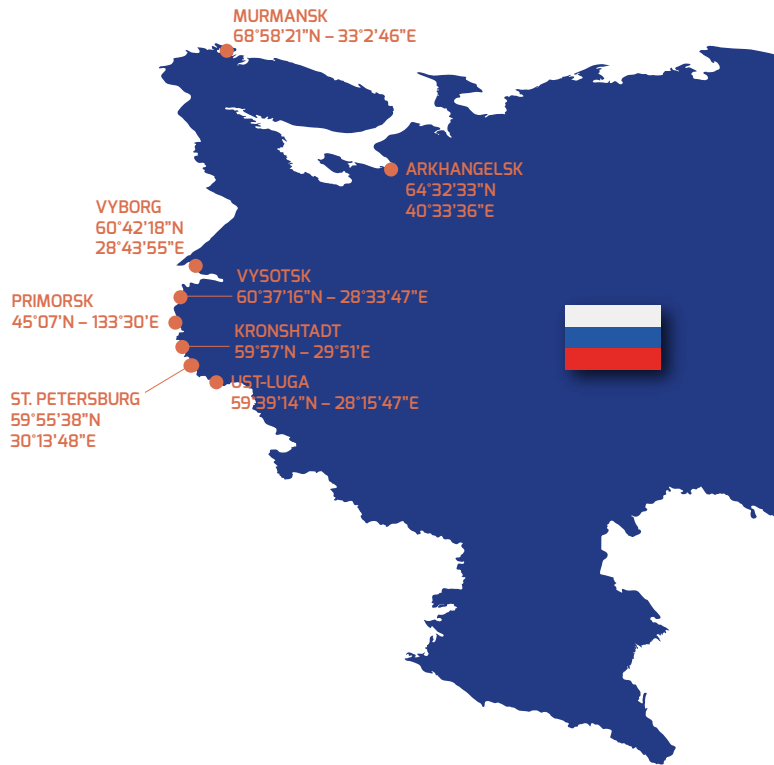 MURMANSK
68°58’21”N – 33°2’46”E
ARKHANGELSK
64°32’33”N
40°33’36”E
VYBORG
60°42’18”N
28°43’55”E
VYSOTSK
60°37’16”N – 28°33’47”E
PRIMORSK
45°07’N – 133°30’E
KRONSHTADT
59°57’N – 29°51’E
UST-LUGA
59°39’14”N – 28°15’47”E
ST. PETERSBURG
59°55’38”N
30°13’48”E